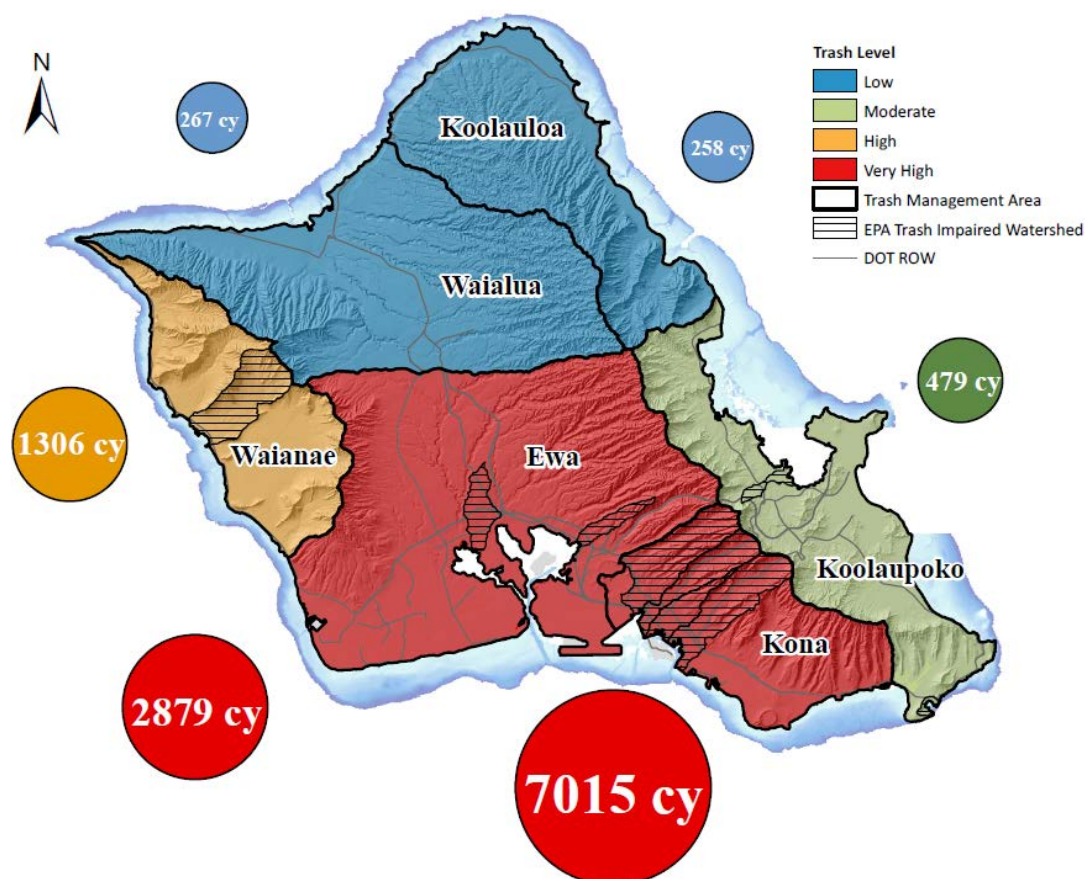 N
267 cy
Koolauloa
258 cy
Trash Level
Low
Moderate
High
Very High
Trash Management Area
EPA Trash Impaired Watershed
DOT ROW
Waialua
479 cy
1306 cy
Waianae
Ewa
Koolaupoko
Kona
2879 cy
7015 cy